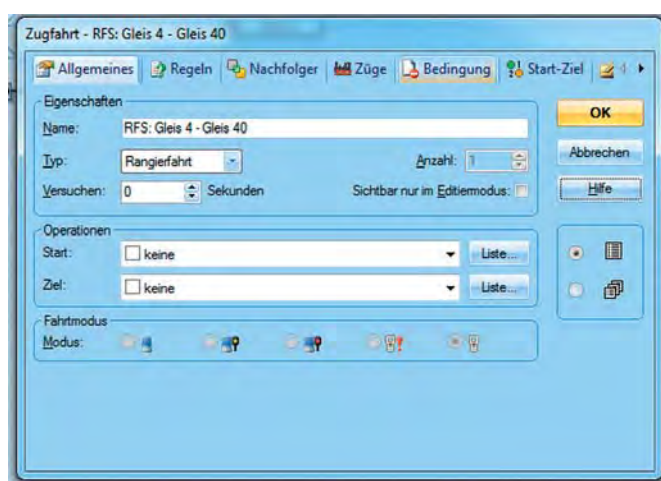 Zugfahrt - RFS: Gleis 4 - Gleis 40
Allgemeines Regeln Nachfolger Züge Bedingung Start-Ziel
Eigenschaften
OK
Name: RFS: Gleis 4 - Gleis 40
Typ: Rangierfahrt Anzahl: 1
Abbrechen
Versuchen: 0 Sekunden Sichtbar nur im Editiermodus:
Hilfe
Operationen
Start: keine Liste...
Ziel: keine Liste...
Fahrtmodus
Modus: